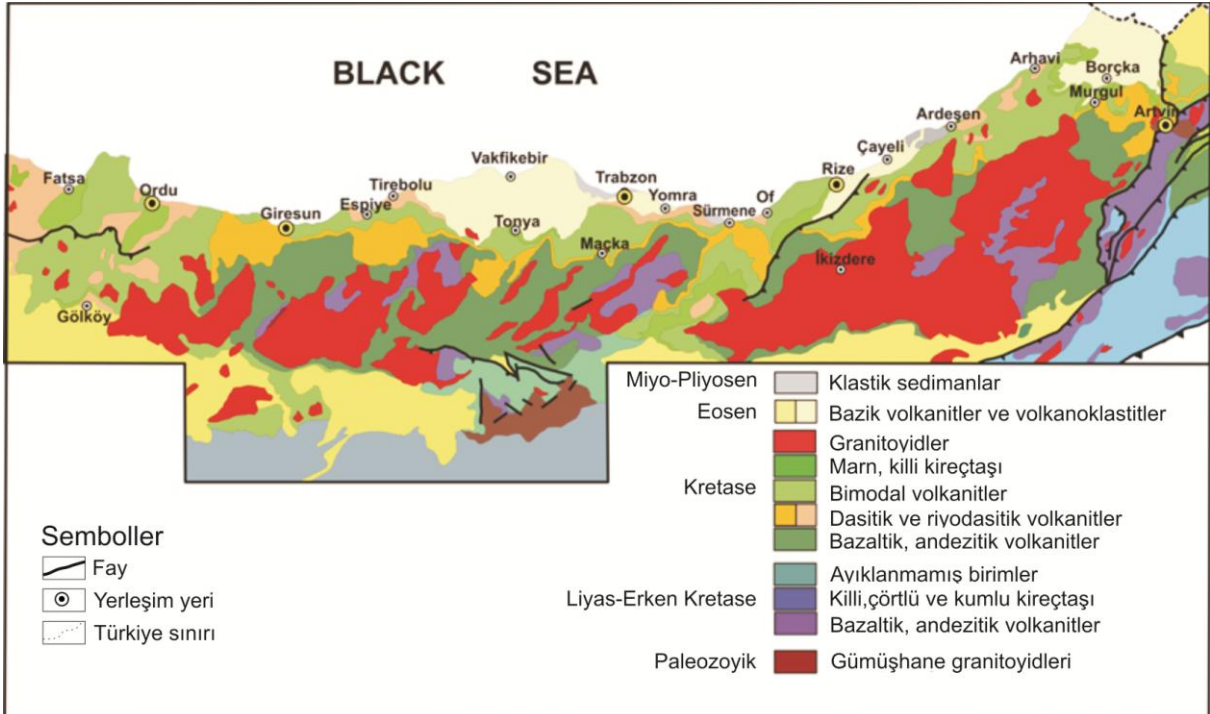 BLACK SEA
Arhavi
Borçka
Murgul
Artvin
Ardeşen
Çayeli
Rize
Vakfikebir
Trabzon
Yomra
Of
Sürmene
Fatsa
Ordu
Tirebolu
Espiye
Giresun
Tonya
Maçka
İkizdere
Gölköy
Miyo-Pliyosen
Klastik sedimanlar
Eosen
Bazik volkanitler ve volkanoklastitler
Granitoyidler
Marn, killi kireçtaşı
Kretase
Bimodal volkanitler
Dasitik ve riyodasitik volkanitler
Bazaltik, andezitik volkanitler
Ayıklanmamış birimler
Liyas-Erken Kretase
Killi,çörtlü ve kumlu kireçtaşı
Bazaltik, andezitik volkanitler
Paleozoyik
Gümüşhane granitoyidleri
Semboller
Fay
Yerleşim yeri
Türkiye sınırı